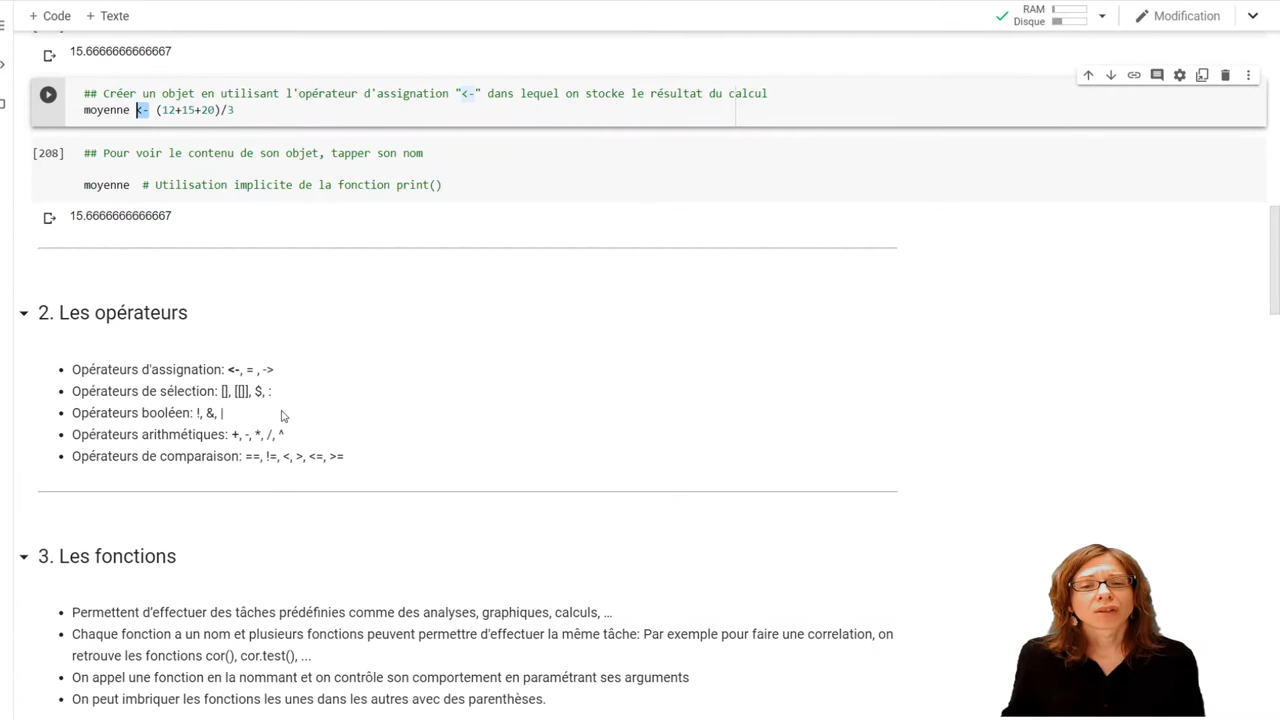 + Code + Texte
RAM
Disque
Modification
15.6666666666667
## Créer un objet en utilisant l'opérateur d'assignation "<-" dans lequel on stocke le résultat du calcul
moyenne <- (12+15+20)/3
[208] ## Pour voir le contenu de son objet, tapper son nom
moyenne # Utilisation implicite de la fonction print()
15.6666666666667
2. Les opérateurs
• Opérateurs d'assignation: <-, = , ->
• Opérateurs de sélection: [], [[]], $, :
• Opérateurs booléen: !, &, |
• Opérateurs arithmétiques: +, -, *, /, ^
• Opérateurs de comparaison: ==, !=, <, >, <=, >=
3. Les fonctions
• Permettent d'effectuer des tâches prédéfinies comme des analyses, graphiques, calculs, ...
• Chaque fonction a un nom et plusieurs fonctions peuvent permettre d'effectuer la même tâche: Par exemple pour faire une correlation, on
retrouve les fonctions cor(), cor.test(), ...
• On appel une fonction en la nommant et on contrôle son comportement en paramétrant ses arguments
• On peut imbriquer les fonctions les unes dans les autres avec des parenthèses.